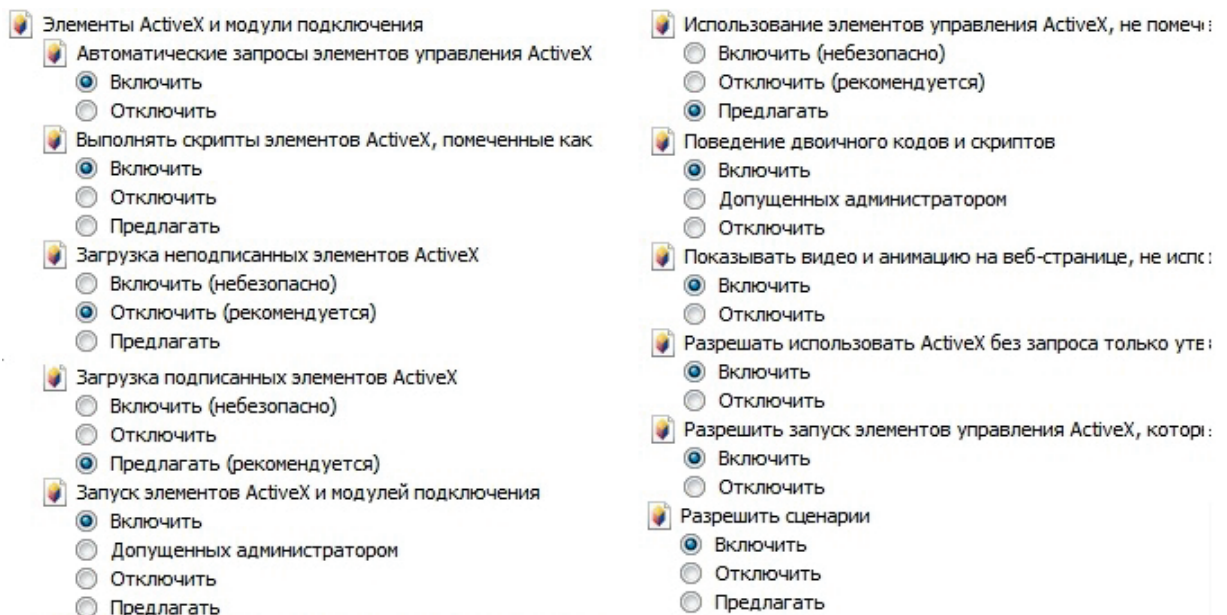 Элементы ActiveX и модули подключения
Автоматические запросы элементов управления ActiveX
Включить
Отключить
Выполнять скрипты элементов ActiveX, помеченные как
Включить
Отключить
Предлагать
Загрузка неподписанных элементов ActiveX
Включить (небезопасно)
Отключить (рекомендуется)
Предлагать
Загрузка подписанных элементов ActiveX
Включить (небезопасно)
Отключить
Предлагать (рекомендуется)
Запуск элементов ActiveX и модулей подключения
Включить
Допущенных администратором
Отключить
Предлагать
Использование элементов управления ActiveX, не
Включить (небезопасно)
Отключить (рекомендуется)
Предлагать
Поведение двоичного кодов и скриптов
Включить
Допущенных администратором
Отключить
Показывать видео и анимацию на веб-странице, не
Включить
Отключить
Разрешать использовать ActiveX без запроса только
Включить
Отключить
Разрешить запуск элементов управления ActiveX,
Включить
Отключить
Разрешить сценарии
Включить
Отключить
Предлагать